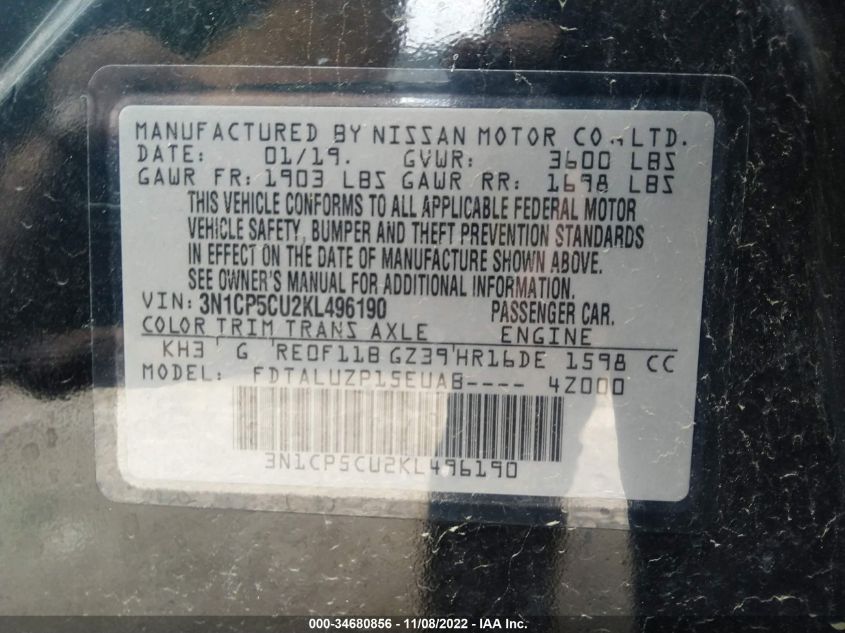 MANUFACTURED BY NISSAN MOTOR CO., LTD.
DATE: 01/19. GVWR: 3600 LBS
GAWR FR: 1903 LBS GAWR RR: 1698 LBS
THIS VEHICLE CONFORMS TO ALL APPLICABLE FEDERAL MOTOR
VEHICLE SAFETY, BUMPER AND THEFT PREVENTION STANDARDS
IN EFFECT ON THE DATE OF MANUFACTURE SHOWN ABOVE.
SEE OWNER'S MANUAL FOR ADDITIONAL INFORMATION.
VIN: 3N1CP5CU2KL496190 PASSENGER CAR.
COLOR TRIM TRANS AXLE ENGINE
KH3 G RE0F11B GZ39 HR16DE 1598 CC
MODEL: FDTALUZP15EUAB---- 4Z000
3N1CP5CU2KL496190
000-34680856 - 11/08/2022 - IAA Inc.